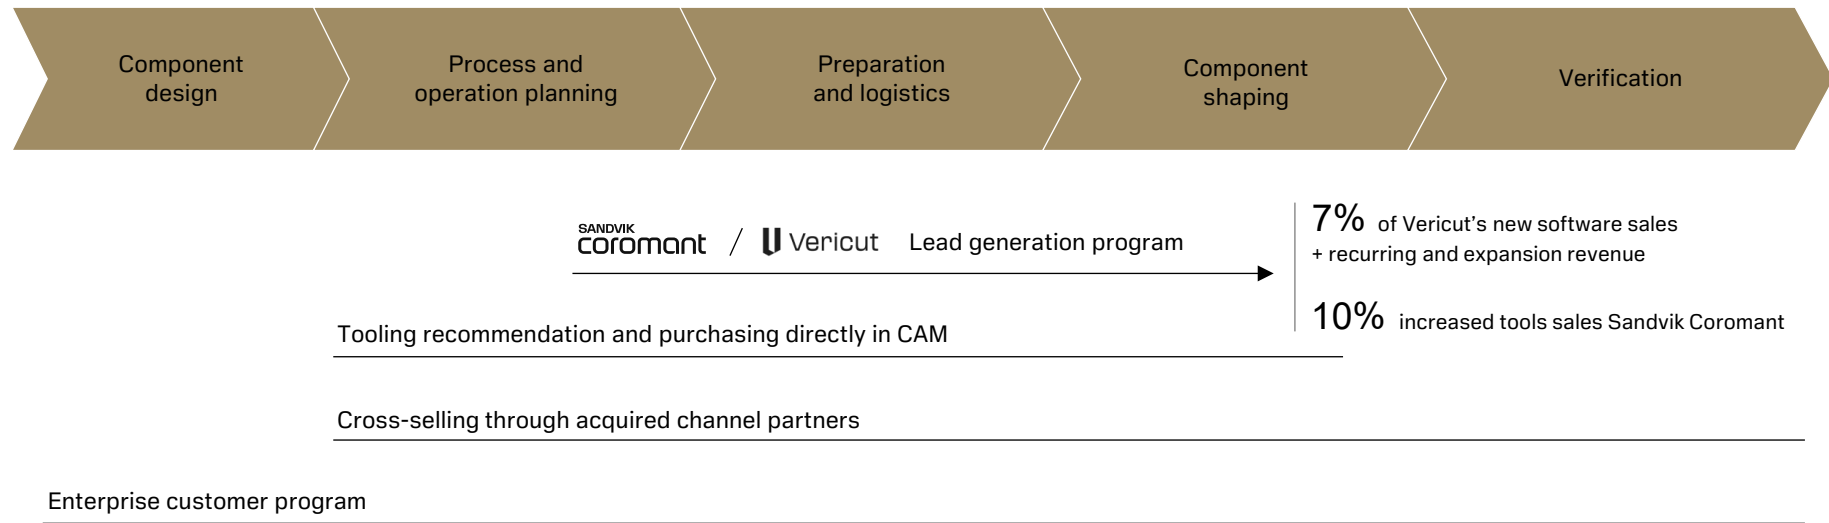 Component
design
Process and
operation planning
Preparation
and logistics
Component
shaping
Verification
SANDVIK
coromant / Vericut Lead generation program
7% of Vericut's new software sales
+ recurring and expansion revenue
10% increased tools sales Sandvik Coromant
Tooling recommendation and purchasing directly in CAM
Cross-selling through acquired channel partners
Enterprise customer program